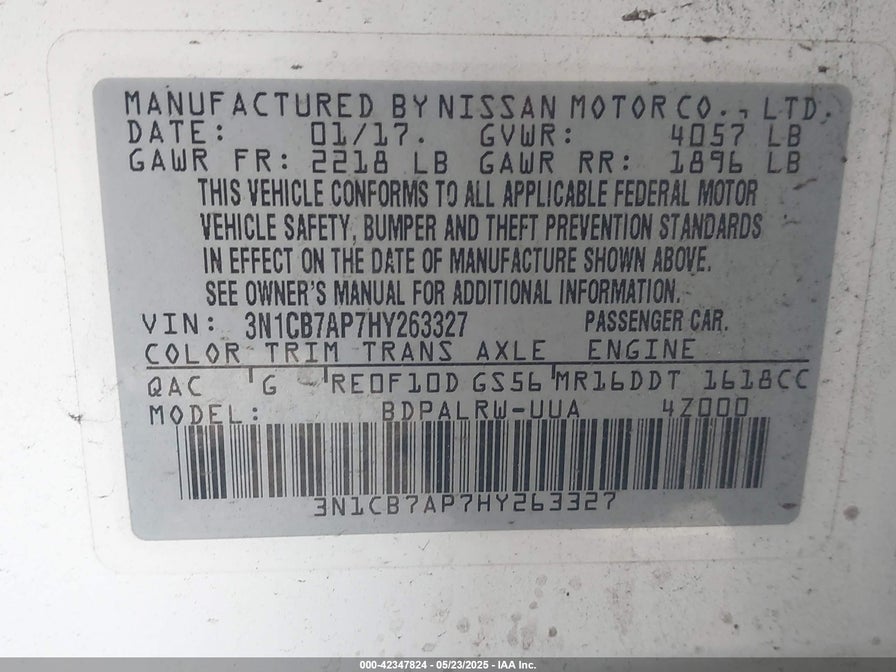 MANUFACTURED BY NISSAN MOTOR CO., LTD.
DATE: 01/17. GVWR: 4057 LB
GAWR FR: 2218 LB GAWR RR: 1896 LB
THIS VEHICLE CONFORMS TO ALL APPLICABLE FEDERAL MOTOR
VEHICLE SAFETY, BUMPER AND THEFT PREVENTION STANDARDS
IN EFFECT ON THE DATE OF MANUFACTURE SHOWN ABOVE.
SEE OWNER'S MANUAL FOR ADDITIONAL INFORMATION.
VIN: 3N1CB7AP7HY263327 PASSENGER CAR.
COLOR TRIM TRANS AXLE ENGINE
QAC G RE0F10D GS56 MR16DDT 1618CC
MODEL: BDPALRW-UUA 4Z000
3N1CB7AP7HY263327
000-42347824 - 05/23/2025 - IAA Inc.